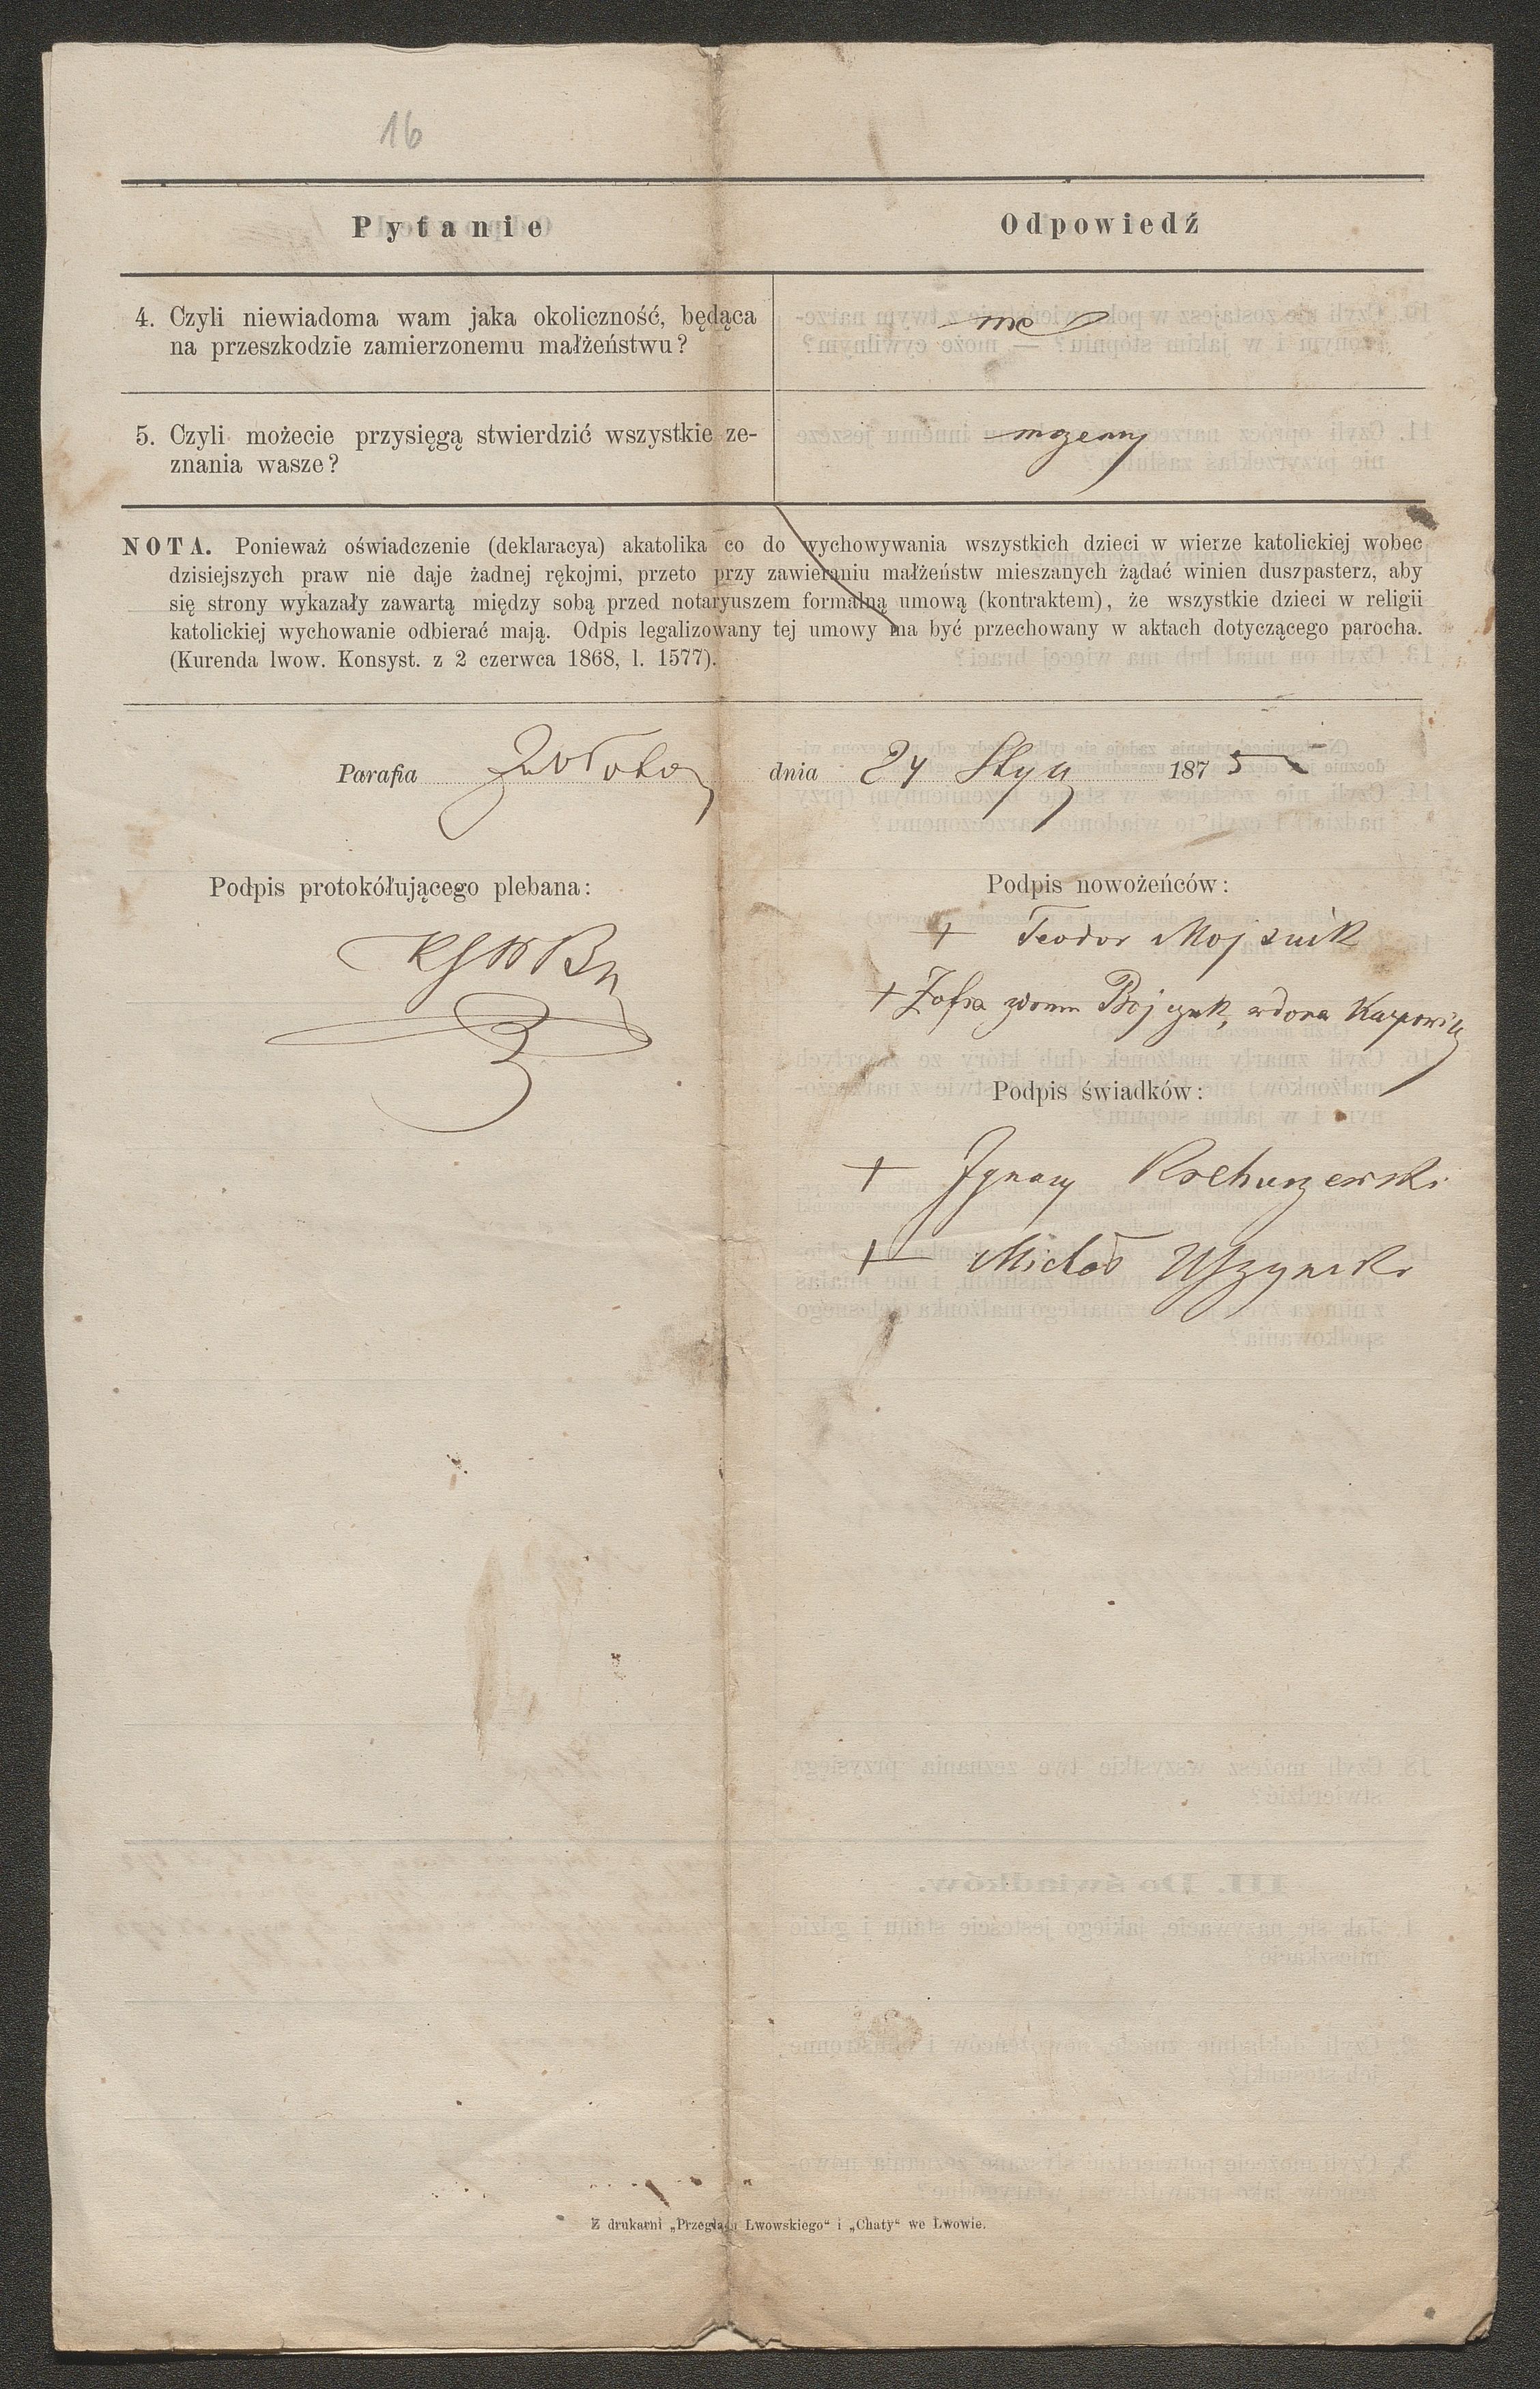 16
Pytanie
Odpowiedź
4. Czyli niewiadoma wam jaka okoliczność, będąca
na przeszkodzie zamierzonemu małżeństwu?
nie
5. Czyli możecie przysięgą stwierdzić wszystkie ze-
znania wasze?
możemy
NOTA. Ponieważ oświadczenie (deklaracya) akatolika co do wychowywania wszystkich dzieci w wierze katolickiej wobec
dzisiejszych praw nie daje żadnej rękojmi, przeto przy zawieraniu małżeństw mieszanych żądać winien duszpasterz, aby
się strony wykazały zawartą między sobą przed notaryuszem formalną umową (kontraktem), że wszystkie dzieci w religii
katolickiej wychowanie odbierać mają. Odpis legalizowany tej umowy ma być przechowany w aktach dotyczącego parocha.
(Kurenda lwow. Konsyst. z 2 czerwca 1868, l. 1577).
Parafia dnia 24 Stycz 1875
Podpis protokółującego plebana:
Podpis nowożeńców:
+ Teodor
+ Zofia wdowa
Podpis świadków:
+ Ignacy
+ Michał
Z drukarni „Przeglądu Lwowskiego“ i „Chaty“ we Lwowie.